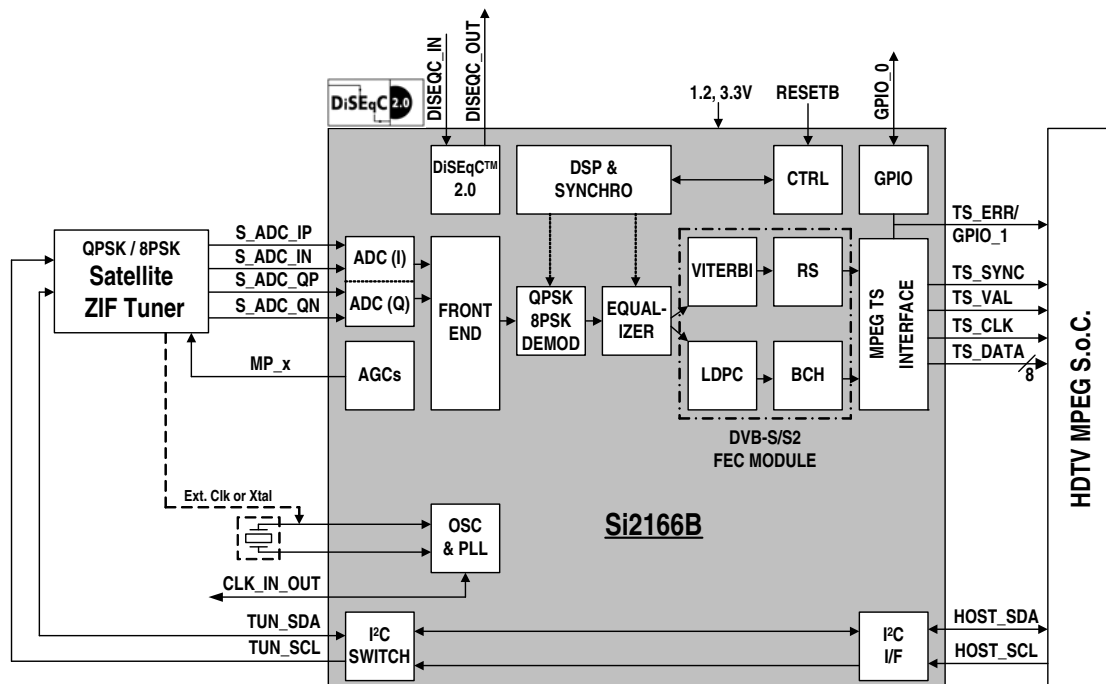 DISEQC_IN
DISEQC_OUT
DiSEqC 2.0
1.2, 3.3V
RESETB
GPIO_0
DiSEqC™
2.0
DSP &
SYNCHRO
CTRL
GPIO
TS_ERR/
GPIO_1
QPSK / 8PSK
Satellite
ZIF Tuner
S_ADC_IP
S_ADC_IN
S_ADC_QP
S_ADC_QN
MP_x
ADC (I)
ADC (Q)
AGCs
FRONT
END
QPSK
8PSK
DEMOD
EQUAL-
IZER
VITERBI
RS
LDPC
BCH
DVB-S/S2
FEC MODULE
MPEG TS
INTERFACE
TS_SYNC
TS_VAL
TS_CLK
TS_DATA
8
HDTV MPEG S.o.C.
Ext. Clk or Xtal
OSC
& PLL
Si2166B
CLK_IN_OUT
TUN_SDA
TUN_SCL
I²C
SWITCH
I²C
I/F
HOST_SDA
HOST_SCL